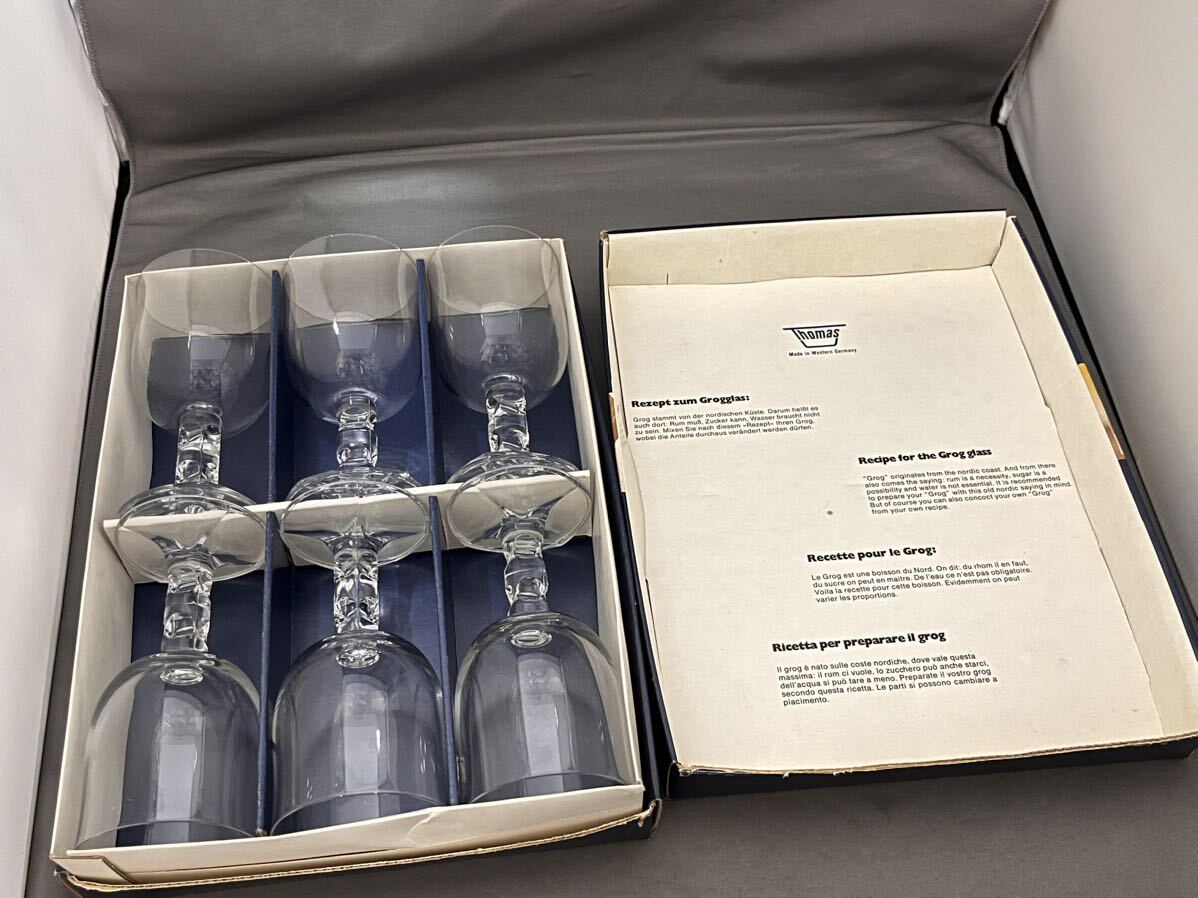 Thomas
Made in Western Germany
Rezept zum Grogglas:
Grog stammt von der nordischen Küste. Darum heißt es
auch dort: Rum muß, Zucker kann, Wasser braucht nicht
zu sein. Mixen Sie nach diesem »Rezept« Ihren Grog,
wobei die Anteile durchaus verändert werden dürfen.
Recipe for the Grog glass
"Grog" originates from the nordic coast. And from there
also comes the saying: rum is a necessity, sugar is a
possibility and water is not essential. It is recommended
to prepare your "Grog" with this old nordic saying in mind.
But of course you can also concoct your own "Grog"
from your own recipe.
Recette pour le Grog:
Le Grog est une boisson du Nord. On dit: du rhom il en faut,
du sucre on peut en maitre. De l'eau ce n'est pas obligatoire.
Voila la recette pour cette boisson. Evidemment on peut
varier les proportions.
Ricetta per preparare il grog
Il grog è nato sulle coste nordiche, dove vale questa
massima: il rum ci vuole, lo zucchero può anche starci,
dell'acqua si può tare a meno. Preparate il vostro grog
secondo questa ricetta. Le parti si possono cambiare a
piacimento.